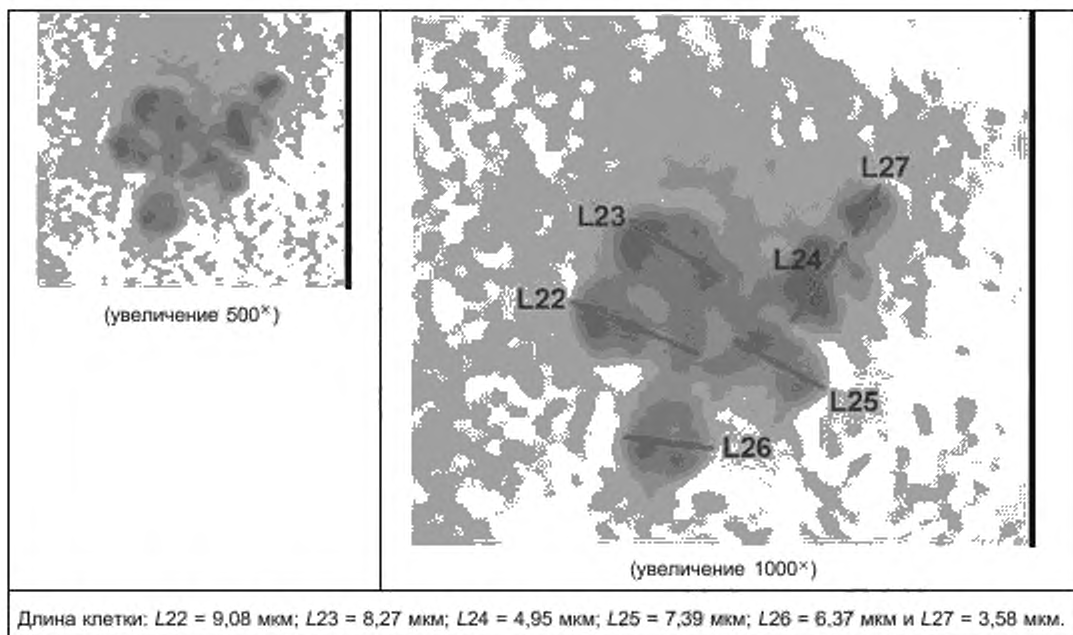 (увеличение 500×)
L27
L23
L24
L22
L25
L26
(увеличение 1000×)
Длина клетки: L22 = 9,08 мкм; L23 = 8,27 мкм; L24 = 4,95 мкм; L25 = 7,39 мкм; L26 = 6,37 мкм и L27 = 3,58 мкм.